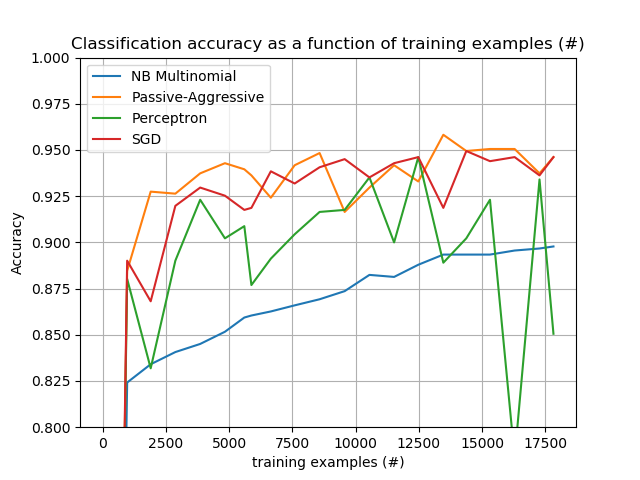 Classification accuracy as a function of training examples (#)
1.000
0.975
0.950
0.925
0.900
0.875
0.850
0.825
0.800
Accuracy
NB Multinomial
Passive-Aggressive
Perceptron
SGD
0 2500 5000 7500 10000 12500 15000 17500
training examples (#)